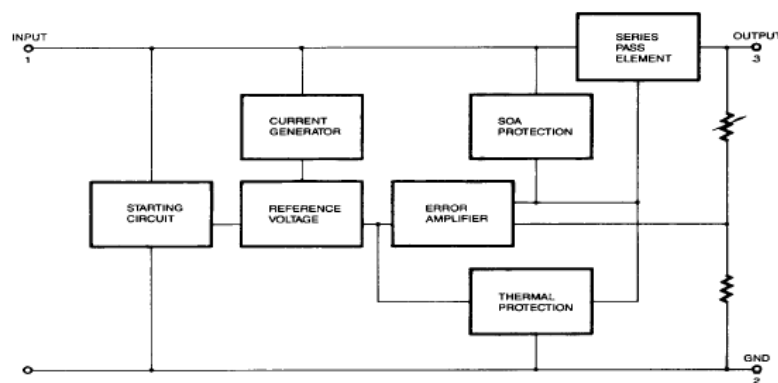 INPUT
1
SERIES
PASS
ELEMENT
OUTPUT
3
CURRENT
GENERATOR
SOA
PROTECTION
STARTING
CIRCUIT
REFERENCE
VOLTAGE
ERROR
AMPLIFIER
THERMAL
PROTECTION
GND
2